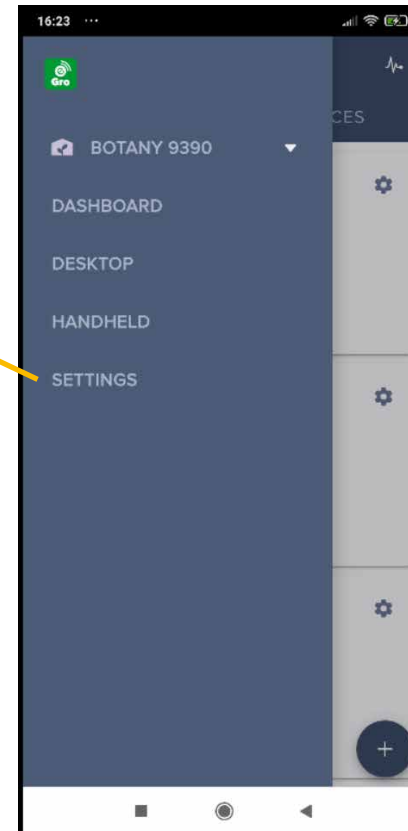 16:23 ...
Gro
CES
BOTANY 9390
DASHBOARD
DESKTOP
HANDHELD
SETTINGS
+